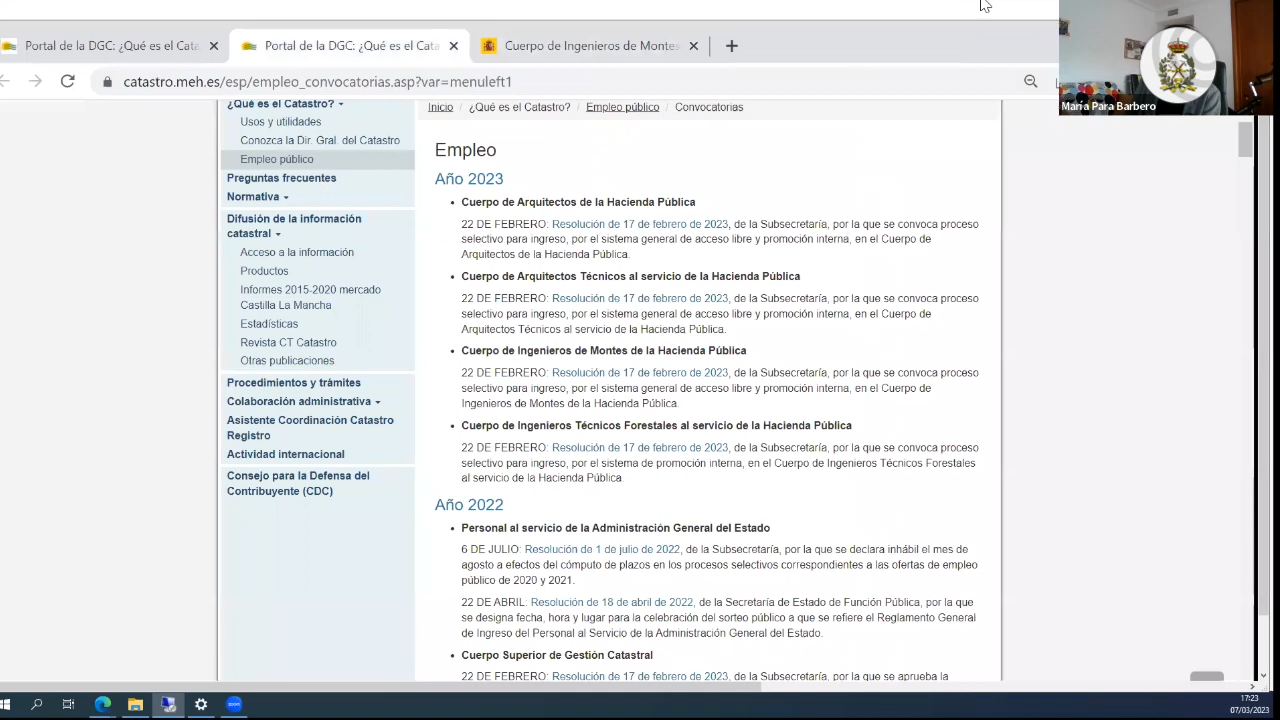 Portal de la DGC: ¿Qué es el Cata
Portal de la DGC: ¿Qué es el Cata
Cuerpo de Ingenieros de Montes
catastro.meh.es/esp/empleo_convocatorias.asp?var=menuleft1
María Para Barbero
¿Qué es el Catastro?
Usos y utilidades
Conozca la Dir. Gral. del Catastro
Empleo público
Preguntas frecuentes
Normativa
Difusión de la información
catastral
Acceso a la información
Productos
Informes 2015-2020 mercado
Castilla La Mancha
Estadísticas
Revista CT Catastro
Otras publicaciones
Procedimientos y trámites
Colaboración administrativa
Asistente Coordinación Catastro
Registro
Actividad internacional
Consejo para la Defensa del
Contribuyente (CDC)
Inicio / ¿Qué es el Catastro? / Empleo público / Convocatorias
Empleo
Año 2023
• Cuerpo de Arquitectos de la Hacienda Pública
22 DE FEBRERO: Resolución de 17 de febrero de 2023, de la Subsecretaría, por la que se convoca proceso
selectivo para ingreso, por el sistema general de acceso libre y promoción interna, en el Cuerpo de
Arquitectos de la Hacienda Pública.
• Cuerpo de Arquitectos Técnicos al servicio de la Hacienda Pública
22 DE FEBRERO: Resolución de 17 de febrero de 2023, de la Subsecretaría, por la que se convoca proceso
selectivo para ingreso, por el sistema general de acceso libre y promoción interna, en el Cuerpo de
Arquitectos Técnicos al servicio de la Hacienda Pública.
• Cuerpo de Ingenieros de Montes de la Hacienda Pública
22 DE FEBRERO: Resolución de 17 de febrero de 2023, de la Subsecretaría, por la que se convoca proceso
selectivo para ingreso, por el sistema general de acceso libre y promoción interna, en el Cuerpo de
Ingenieros de Montes de la Hacienda Pública.
• Cuerpo de Ingenieros Técnicos Forestales al servicio de la Hacienda Pública
22 DE FEBRERO: Resolución de 17 de febrero de 2023, de la Subsecretaría, por la que se convoca proceso
selectivo para ingreso, por el sistema de promoción interna, en el Cuerpo de Ingenieros Técnicos Forestales
al servicio de la Hacienda Pública.
Año 2022
• Personal al servicio de la Administración General del Estado
6 DE JULIO: Resolución de 1 de julio de 2022, de la Subsecretaría, por la que se declara inhábil el mes de
agosto a efectos del cómputo de plazos en los procesos selectivos correspondientes a las ofertas de empleo
público de 2020 y 2021.
22 DE ABRIL: Resolución de 18 de abril de 2022, de la Secretaría de Estado de Función Pública, por la que
se designa fecha, hora y lugar para la celebración del sorteo público a que se refiere el Reglamento General
de Ingreso del Personal al Servicio de la Administración General del Estado.
• Cuerpo Superior de Gestión Catastral
22 DE FEBRERO: Resolución de 17 de febrero de 2023, de la Subsecretaría, por la que se aprueba la
17:23
07/03/2023